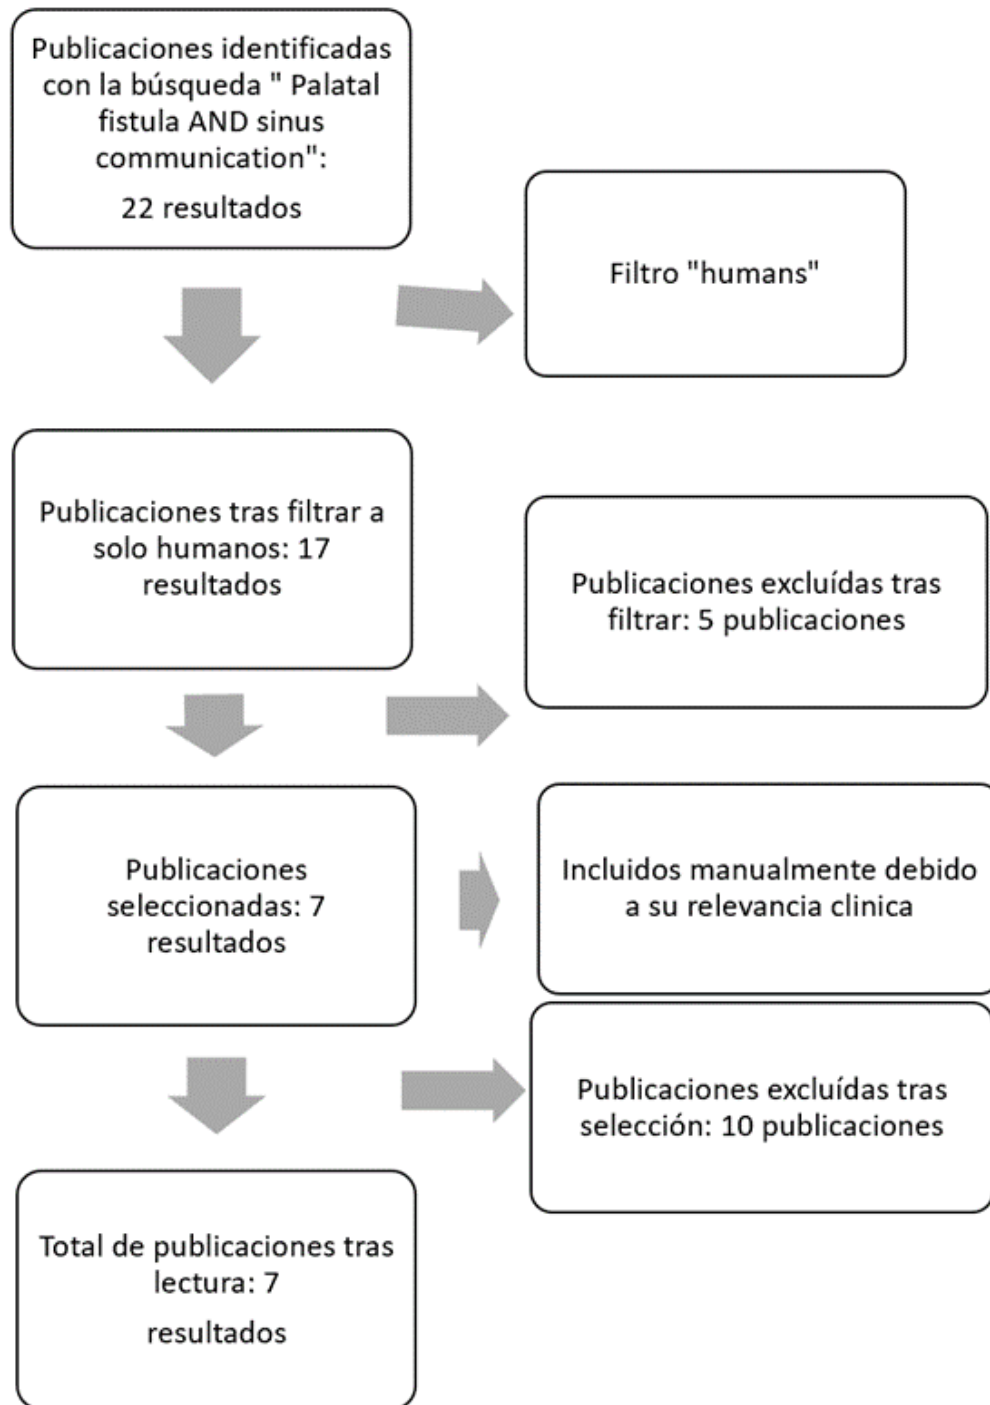 Publicaciones identificadas
con la búsqueda " Palatal
fistula AND sinus
communication":
22 resultados
Filtro "humans"
Publicaciones tras filtrar a
solo humanos: 17
resultados
Publicaciones excluídas tras
filtrar: 5 publicaciones
Publicaciones
seleccionadas: 7
resultados
Incluidos manualmente debido
a su relevancia clinica
Publicaciones excluídas tras
selección: 10 publicaciones
Total de publicaciones tras
lectura: 7
resultados